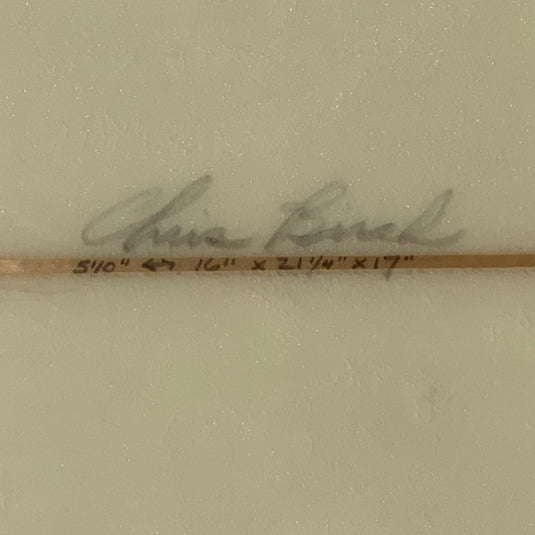 Chris Birch
5'10" <-> 16" x 21 1/4" x 17"